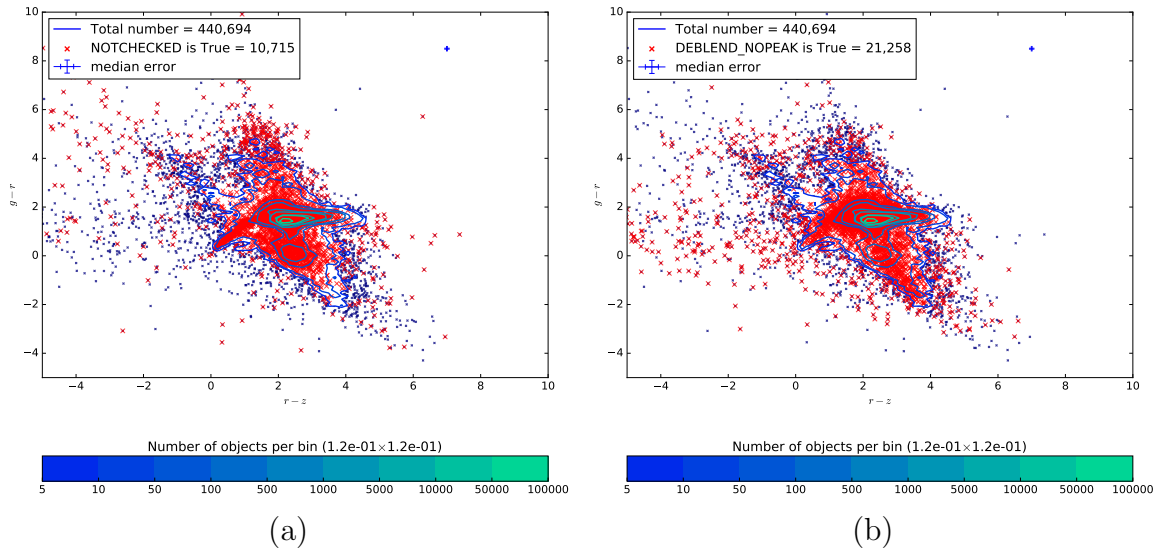 Total number = 440,694
NOTCHECKED is True = 10,715
median error
8
6
4
2
0
−2
−4
g − r
−4 −2 0 2 4 6 8 10
r − z
Number of objects per bin (1.2e-01×1.2e-01)
5 10 50 100 500 1000 5000 10000 50000 100000
(a)
Total number = 440,694
DEBLEND_NOPEAK is True = 21,258
median error
8
6
4
2
0
−2
−4
g − r
−4 −2 0 2 4 6 8 10
r − z
Number of objects per bin (1.2e-01×1.2e-01)
5 10 50 100 500 1000 5000 10000 50000 100000
(b)